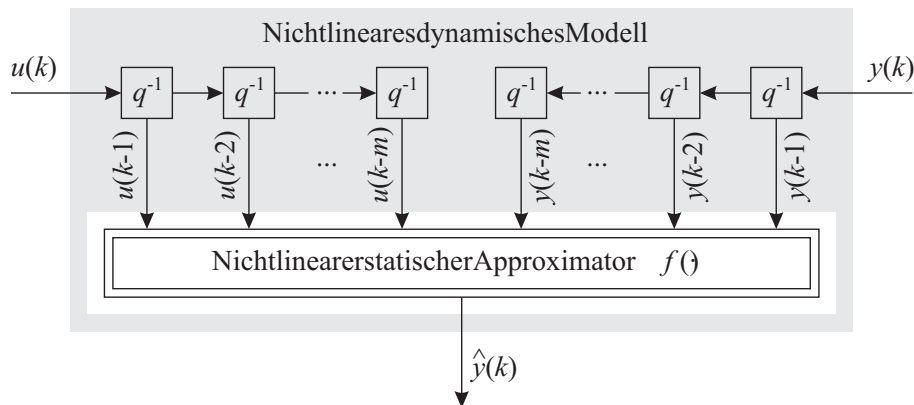 NichtlinearesdynamischesModell
u(k) y(k)
q⁻¹ q⁻¹ ... q⁻¹ q⁻¹ ... q⁻¹ q⁻¹
u(k-1) u(k-2) ... u(k-m) y(k-m) ... y(k-2) y(k-1)
NichtlinearerstatischerApproximator f(·)
ŷ(k)